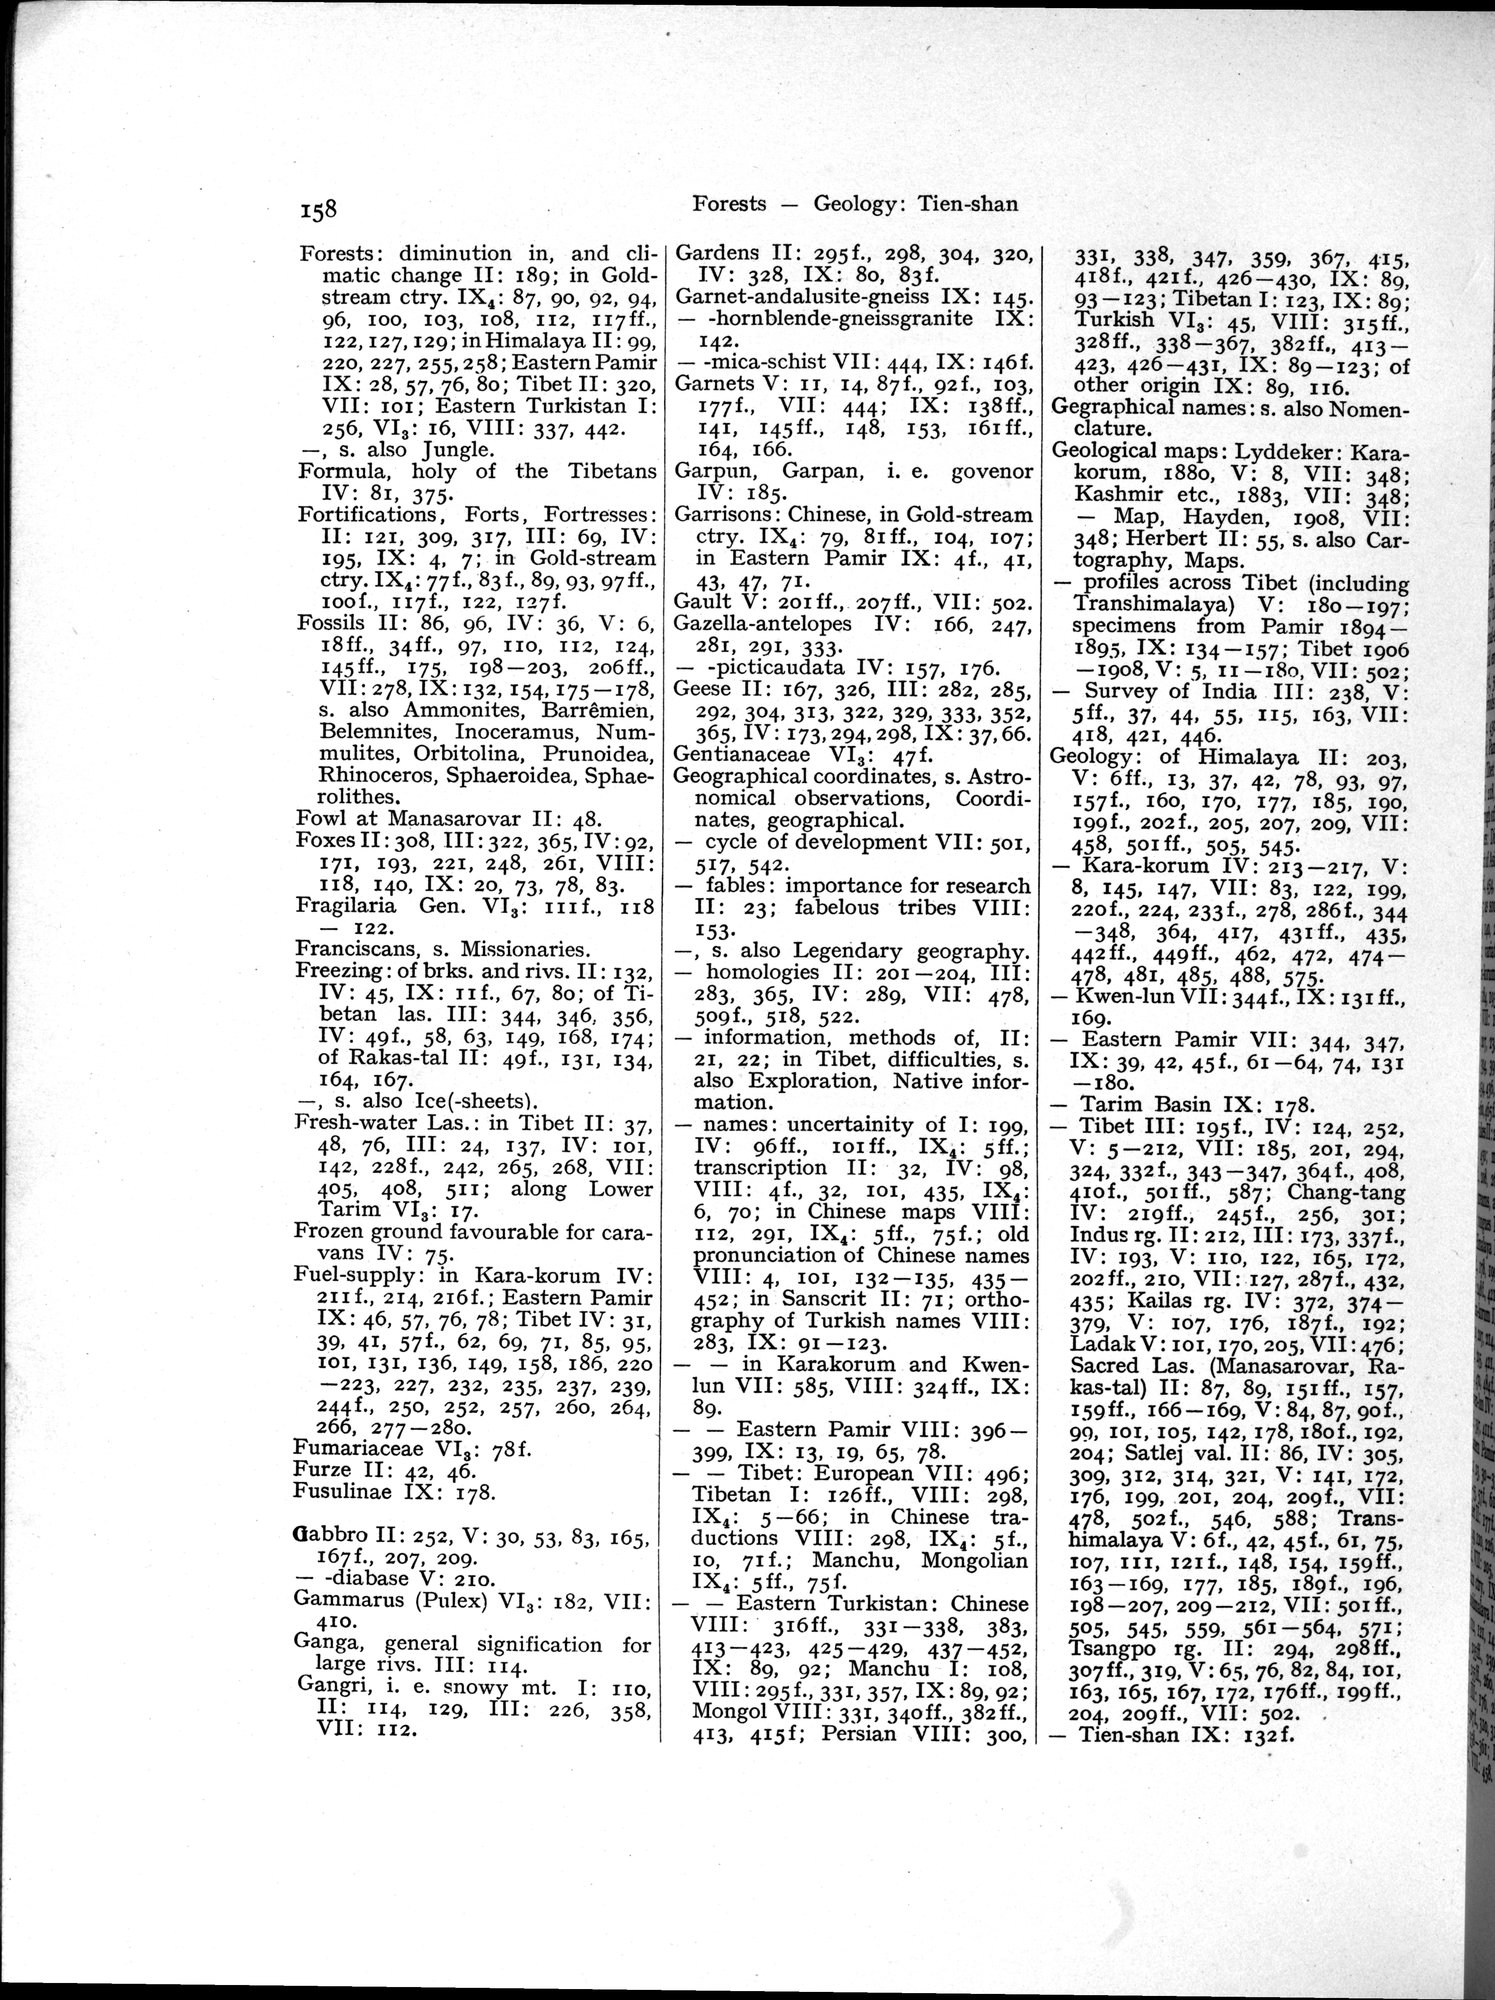 158
Forests — Geology: Tien-shan
Forests: diminution in, and cli-
matic change II: 189; in Gold-
stream ctry. IX4: 87, 90, 92, 94,
96, 100, 103, 108, 112, 117ff.,
122, 127, 129; in Himalaya II: 99,
220, 227, 255, 258; Eastern Pamir
IX: 28, 57, 76, 80; Tibet II: 320,
VII: 101; Eastern Turkistan I:
256, VI3: 16, VIII: 337, 442.
—, s. also Jungle.
Formula, holy of the Tibetans
IV: 81, 375.
Fortifications, Forts, Fortresses:
II: 121, 309, 317, III: 69, IV:
195, IX: 4, 7; in Gold-stream
ctry. IX4: 77f., 83f., 89, 93, 97ff.,
100f., 117f., 122, 127f.
Fossils II: 86, 96, IV: 36, V: 6,
18ff., 34ff., 97, 110, 112, 124,
145ff., 175, 198—203, 206ff.,
VII: 278, IX: 132, 154, 175—178,
s. also Ammonites, Barrêmien,
Belemnites, Inoceramus, Num-
mulites, Orbitolina, Prunoidea,
Rhinoceros, Sphaeroidea, Sphae-
rolithes.
Fowl at Manasarovar II: 48.
Foxes II: 308, III: 322, 365, IV: 92,
171, 193, 221, 248, 261, VIII:
118, 140, IX: 20, 73, 78, 83.
Fragilaria Gen. VI3: 111f., 118
— 122.
Franciscans, s. Missionaries.
Freezing: of brks. and rivs. II: 132,
IV: 45, IX: 11f., 67, 80; of Ti-
betan las. III: 344, 346, 356,
IV: 49f., 58, 63, 149, 168, 174;
of Rakas-tal II: 49f., 131, 134,
164, 167.
—, s. also Ice(-sheets).
Fresh-water Las.: in Tibet II: 37,
48, 76, III: 24, 137, IV: 101,
142, 228f., 242, 265, 268, VII:
405, 408, 511; along Lower
Tarim VI3: 17.
Frozen ground favourable for cara-
vans IV: 75.
Fuel-supply: in Kara-korum IV:
211f., 214, 216f.; Eastern Pamir
IX: 46, 57, 76, 78; Tibet IV: 31,
39, 41, 57f., 62, 69, 71, 85, 95,
101, 131, 136, 149, 158, 186, 220
—223, 227, 232, 235, 237, 239,
244f., 250, 252, 257, 260, 264,
266, 277—280.
Fumariaceae VI3: 78f.
Furze II: 42, 46.
Fusulinae IX: 178.
Gabbro II: 252, V: 30, 53, 83, 165,
167f., 207, 209.
— -diabase V: 210.
Gammarus (Pulex) VI3: 182, VII:
410.
Ganga, general signification for
large rivs. III: 114.
Gangri, i. e. snowy mt. I: 110,
II: 114, 129, III: 226, 358,
VII: 112.
Gardens II: 295f., 298, 304, 320,
IV: 328, IX: 80, 83f.
Garnet-andalusite-gneiss IX: 145.
— -hornblende-gneissgranite IX:
142.
— -mica-schist VII: 444, IX: 146f.
Garnets V: 11, 14, 87f., 92f., 103,
177f., VII: 444; IX: 138ff.,
141, 145ff., 148, 153, 161ff.,
164, 166.
Garpun, Garpan, i. e. govenor
IV: 185.
Garrisons: Chinese, in Gold-stream
ctry. IX4: 79, 81ff., 104, 107;
in Eastern Pamir IX: 4f., 41,
43, 47, 71.
Gault V: 201ff., 207ff., VII: 502.
Gazella-antelopes IV: 166, 247,
281, 291, 333.
— -picticaudata IV: 157, 176.
Geese II: 167, 326, III: 282, 285,
292, 304, 313, 322, 329, 333, 352,
365, IV: 173, 294, 298, IX: 37, 66.
Gentianaceae VI3: 47f.
Geographical coordinates, s. Astro-
nomical observations, Coordi-
nates, geographical.
— cycle of development VII: 501,
517, 542.
— fables: importance for research
II: 23; fabelous tribes VIII:
153.
—, s. also Legendary geography.
— homologies II: 201—204, III:
283, 365, IV: 289, VII: 478,
509f., 518, 522.
— information, methods of, II:
21, 22; in Tibet, difficulties, s.
also Exploration, Native infor-
mation.
— names: uncertainity of I: 199,
IV: 96ff., 101ff., IX4: 5ff.;
transcription II: 32, IV: 98,
VIII: 4f., 32, 101, 435, IX4:
6, 70; in Chinese maps VIII:
112, 291, IX4: 5ff., 75f.; old
pronunciation of Chinese names
VIII: 4, 101, 132—135, 435—
452; in Sanscrit II: 71; ortho-
graphy of Turkish names VIII:
283, IX: 91—123.
— — in Karakorum and Kwen-
lun VII: 585, VIII: 324ff., IX:
89.
— — Eastern Pamir VIII: 396—
399, IX: 13, 19, 65, 78.
— — Tibet: European VII: 496;
Tibetan I: 126ff., VIII: 298,
IX4: 5—66; in Chinese tra-
ductions VIII: 298, IX4: 5f.,
10, 71f.; Manchu, Mongolian
IX4: 5ff., 75f.
— — Eastern Turkistan: Chinese
VIII: 316ff., 331—338, 383,
413—423, 425—429, 437—452,
IX: 89, 92; Manchu I: 108,
VIII: 295f., 331, 357, IX: 89, 92;
Mongol VIII: 331, 340ff., 382ff.,
413, 415f; Persian VIII: 300,
331, 338, 347, 359, 367, 415,
418f., 421f., 426—430, IX: 89,
93—123; Tibetan I: 123, IX: 89;
Turkish VI3: 45, VIII: 315ff.,
328ff., 338—367, 382ff., 413—
423, 426—431, IX: 89—123; of
other origin IX: 89, 116.
Gegraphical names: s. also Nomen-
clature.
Geological maps: Lyddeker: Kara-
korum, 1880, V: 8, VII: 348;
Kashmir etc., 1883, VII: 348;
— Map, Hayden, 1908, VII:
348; Herbert II: 55, s. also Car-
tography, Maps.
— profiles across Tibet (including
Transhimalaya) V: 180—197;
specimens from Pamir 1894—
1895, IX: 134—157; Tibet 1906
—1908, V: 5, 11—180, VII: 502;
— Survey of India III: 238, V:
5ff., 37, 44, 55, 115, 163, VII:
418, 421, 446.
Geology: of Himalaya II: 203,
V: 6ff., 13, 37, 42, 78, 93, 97,
157f., 160, 170, 177, 185, 190,
199f., 202f., 205, 207, 209, VII:
458, 501ff., 505, 545.
— Kara-korum IV: 213—217, V:
8, 145, 147, VII: 83, 122, 199,
220f., 224, 233f., 278, 286f., 344
—348, 364, 417, 431ff., 435,
442ff., 449ff., 462, 472, 474—
478, 481, 485, 488, 575.
— Kwen-lun VII: 344f., IX: 131ff.,
169.
— Eastern Pamir VII: 344, 347,
IX: 39, 42, 45f., 61—64, 74, 131
—180.
— Tarim Basin IX: 178.
— Tibet III: 195f., IV: 124, 252,
V: 5—212, VII: 185, 201, 294,
324, 332f., 343—347, 364f., 408,
410f., 501ff., 587; Chang-tang
IV: 219ff., 245f., 256, 301;
Indus rg. II: 212, III: 173, 337f.,
IV: 193, V: 110, 122, 165, 172,
202ff., 210, VII: 127, 287f., 432,
435; Kailas rg. IV: 372, 374—
379, V: 107, 176, 187f., 192;
Ladak V: 101, 170, 205, VII: 476;
Sacred Las. (Manasarovar, Ra-
kas-tal) II: 87, 89, 151ff., 157,
159ff., 166—169, V: 84, 87, 90f.,
99, 101, 105, 142, 178, 180f., 192,
204; Satlej val. II: 86, IV: 305,
309, 312, 314, 321, V: 141, 172,
176, 199, 201, 204, 209f., VII:
478, 502f., 546, 588; Trans-
himalaya V: 6f., 42, 45f., 61, 75,
107, 111, 121f., 148, 154, 159ff.,
163—169, 177, 185, 189f., 196,
198—207, 209—212, VII: 501ff.,
505, 545, 559, 561—564, 571;
Tsangpo rg. II: 294, 298ff.,
307ff., 319, V: 65, 76, 82, 84, 101,
163, 165, 167, 172, 176ff., 199ff.,
204, 209ff., VII: 502.
— Tien-shan IX: 132f.